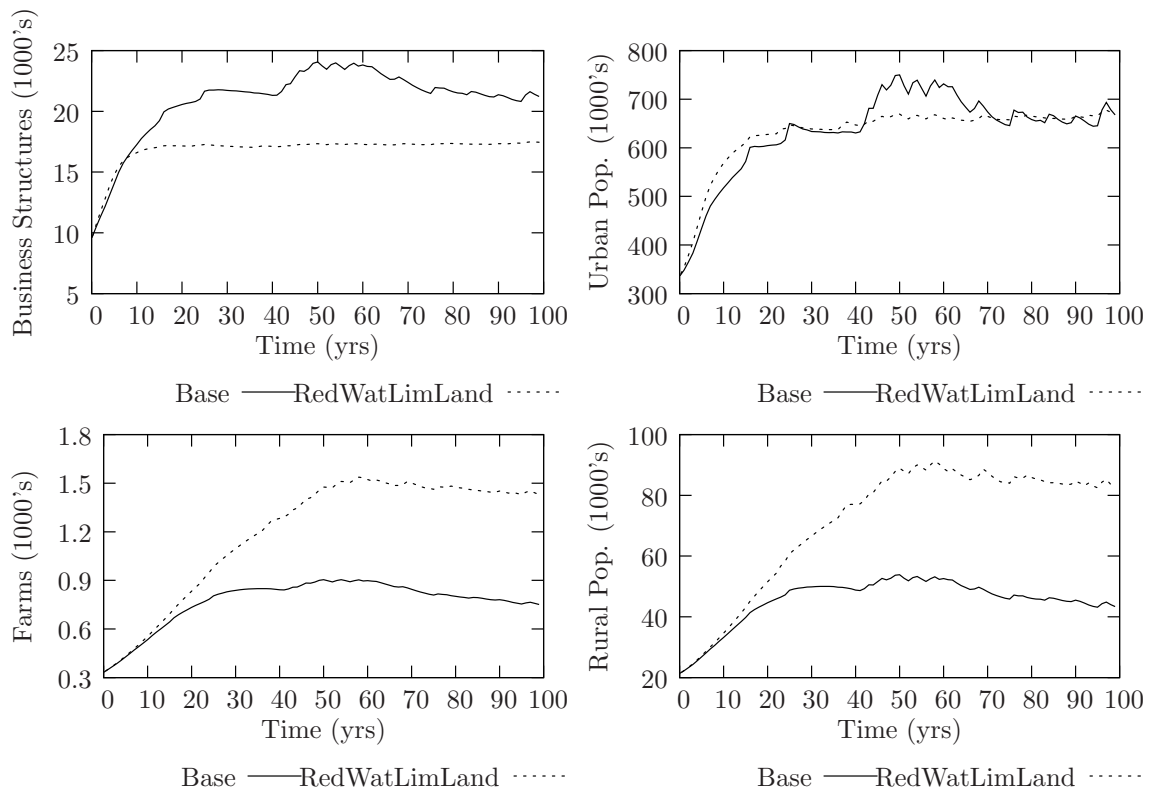 Business Structures (1000's)
25
20
15
10
5
0 10 20 30 40 50 60 70 80 90 100
Time (yrs)
Base RedWatLimLand
Urban Pop. (1000's)
800
700
600
500
400
300
0 10 20 30 40 50 60 70 80 90 100
Time (yrs)
Base RedWatLimLand
Farms (1000's)
1.8
1.5
1.2
0.9
0.6
0.3
0 10 20 30 40 50 60 70 80 90 100
Time (yrs)
Base RedWatLimLand
Rural Pop. (1000's)
100
80
60
40
20
0 10 20 30 40 50 60 70 80 90 100
Time (yrs)
Base RedWatLimLand